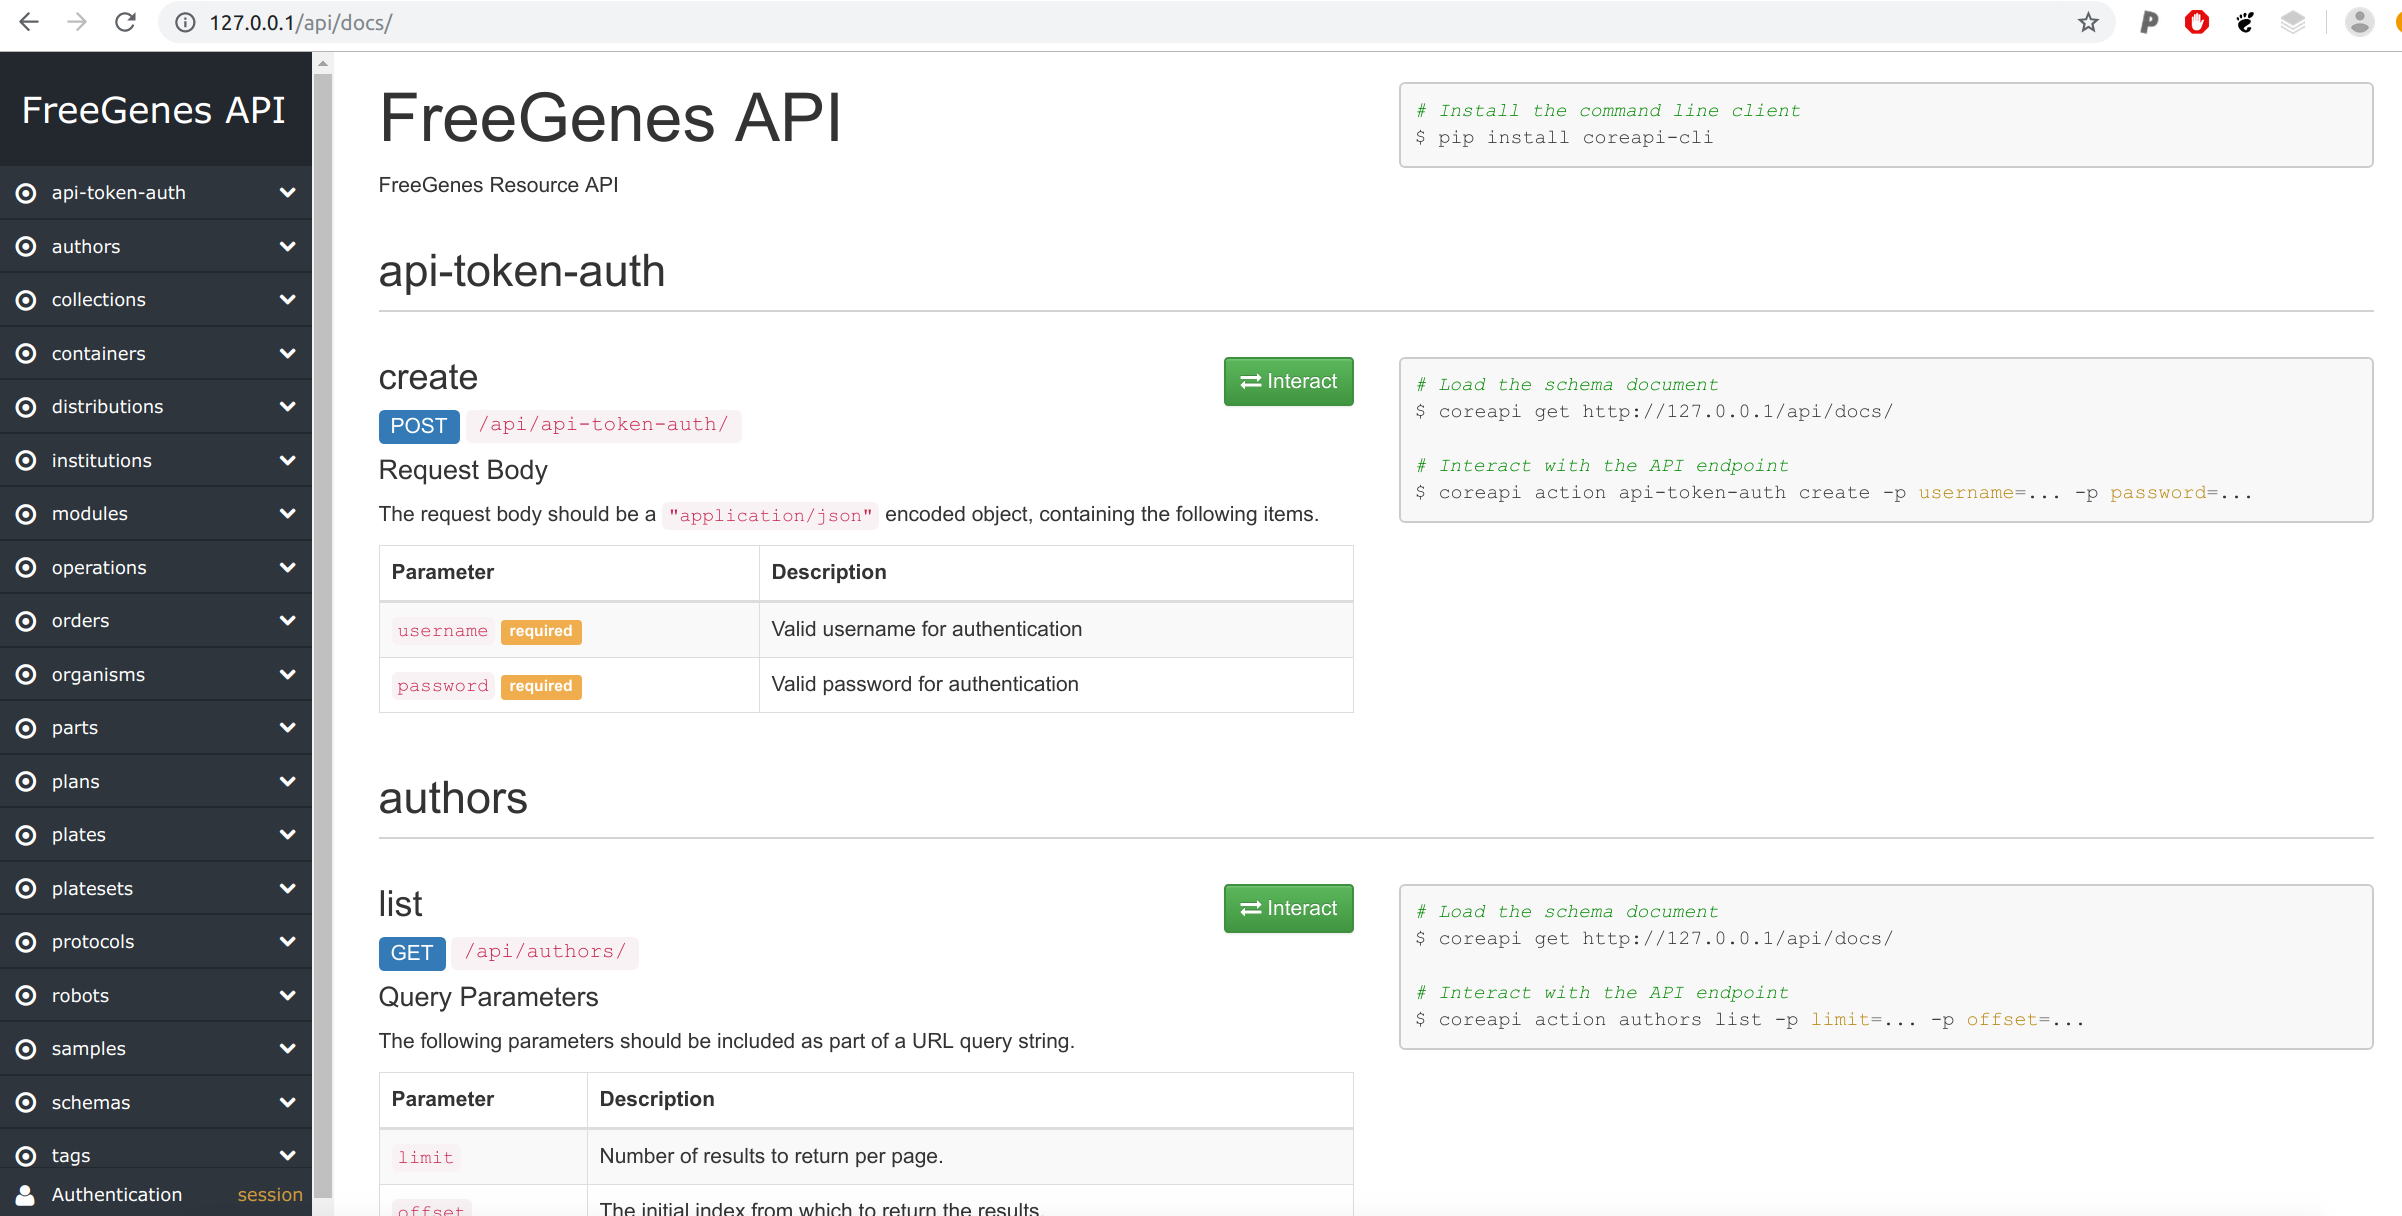 127.0.0.1/api/docs/
FreeGenes API
api-token-auth
authors
collections
containers
distributions
institutions
modules
operations
orders
organisms
parts
plans
plates
platesets
protocols
robots
samples
schemas
tags
Authentication session
FreeGenes API
FreeGenes Resource API
# Install the command line client
$ pip install coreapi-cli
api-token-auth
create
Interact
POST /api/api-token-auth/
Request Body
The request body should be a "application/json" encoded object, containing the following items.
Parameter Description
username required Valid username for authentication
password required Valid password for authentication
# Load the schema document
$ coreapi get http://127.0.0.1/api/docs/
# Interact with the API endpoint
$ coreapi action api-token-auth create -p username=... -p password=...
authors
list
Interact
GET /api/authors/
Query Parameters
The following parameters should be included as part of a URL query string.
Parameter Description
limit Number of results to return per page.
offset The initial index from which to return the results.
# Load the schema document
$ coreapi get http://127.0.0.1/api/docs/
# Interact with the API endpoint
$ coreapi action authors list -p limit=... -p offset=...